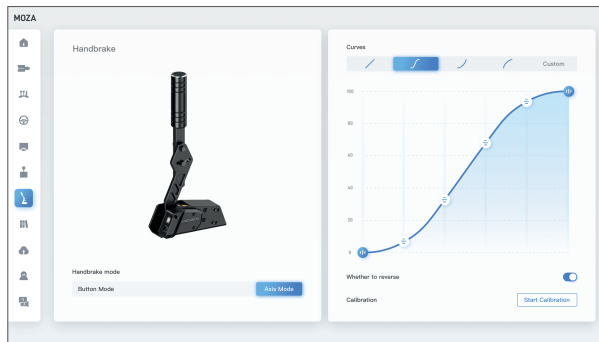 MOZA
Handbrake
Handbrake mode
Button Mode
Axis Mode
Curves
Custom
100
80
60
40
20
0
Whether to reverse
Calibration
Start Calibration